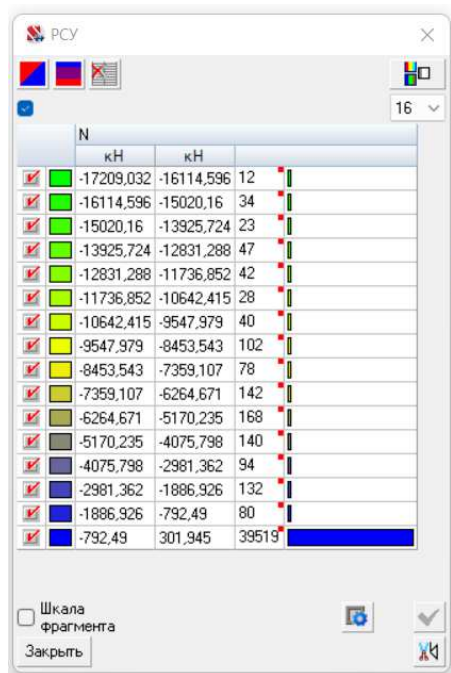 РСУ
16
N
кН кН
-17209,032 -16114,596 12
-16114,596 -15020,16 34
-15020,16 -13925,724 23
-13925,724 -12831,288 47
-12831,288 -11736,852 42
-11736,852 -10642,415 28
-10642,415 -9547,979 40
-9547,979 -8453,543 102
-8453,543 -7359,107 78
-7359,107 -6264,671 142
-6264,671 -5170,235 168
-5170,235 -4075,798 140
-4075,798 -2981,362 94
-2981,362 -1886,926 132
-1886,926 -792,49 80
-792,49 301,945 39519
Шкала
фрагмента
Закрыть